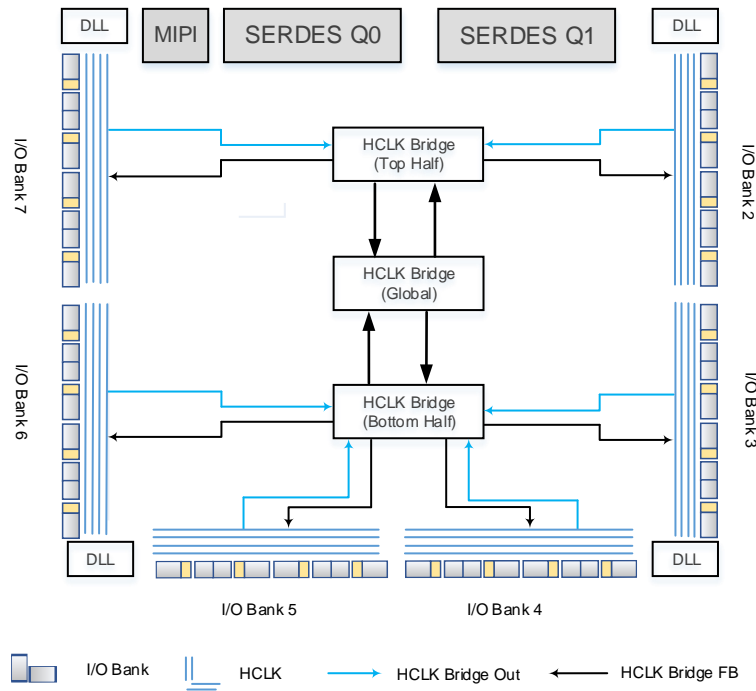 DLL
MIPI
SERDES Q0
SERDES Q1
DLL
I/O Bank 7
HCLK Bridge
(Top Half)
I/O Bank 2
HCLK Bridge
(Global)
I/O Bank 6
HCLK Bridge
(Bottom Half)
I/O Bank 3
DLL
DLL
I/O Bank 5
I/O Bank 4
I/O Bank
HCLK
HCLK Bridge Out
HCLK Bridge FB